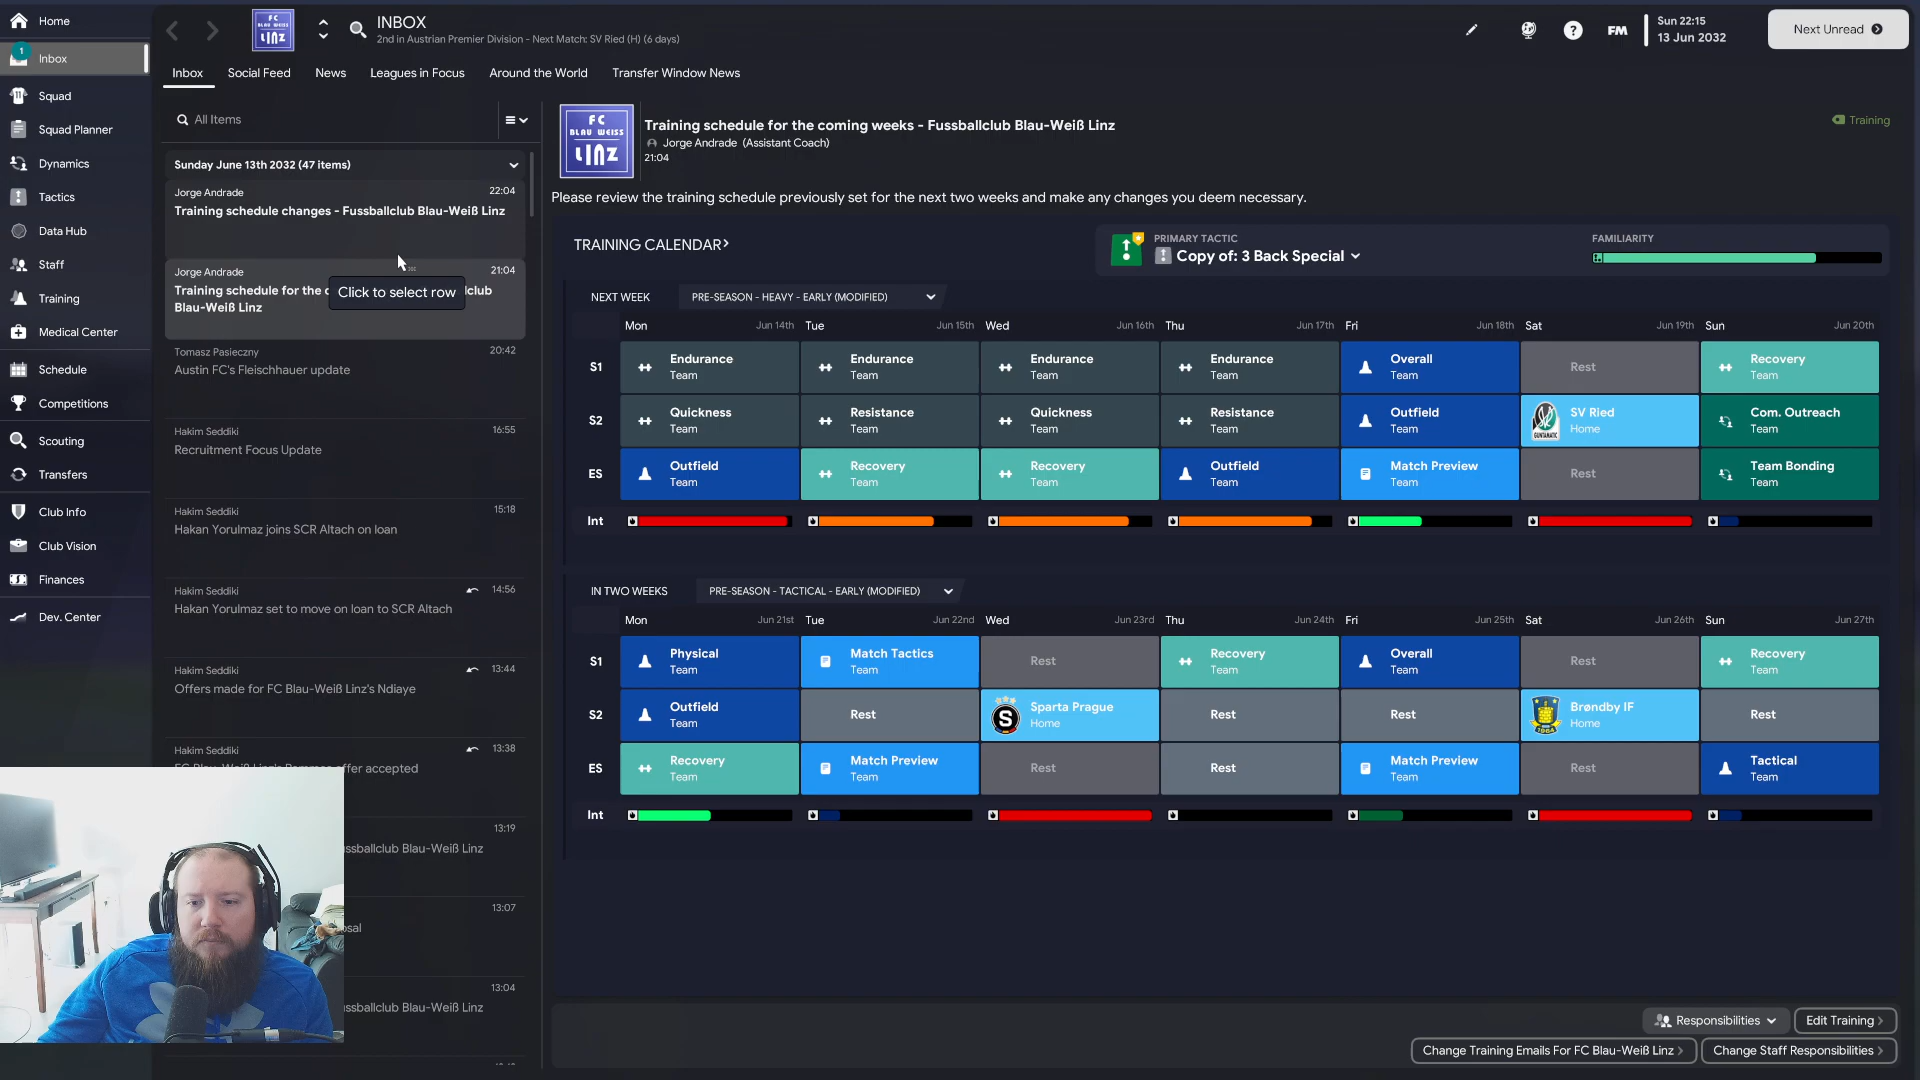 Home
1
Inbox
Squad
Squad Planner
Dynamics
Tactics
Data Hub
Staff
Training
Medical Center
Schedule
Competitions
Scouting
Transfers
Club Info
Club Vision
Finances
Dev. Center
FC
BLAU WEISS
LINZ
INBOX
2nd in Austrian Premier Division - Next Match: SV Ried (H) (6 days)
?
FM
Sun 22:15
13 Jun 2032
Next Unread
Inbox
Social Feed
News
Leagues in Focus
Around the World
Transfer Window News
All Items
Sunday June 13th 2032 (47 items)
Jorge Andrade 22:04
Training schedule changes - Fussballclub Blau-Weiß Linz
Jorge Andrade 21:04
Click to select row
Blau-Weiß Linz
Tomasz Pasieczny 20:42
Austin FC's Fleischhauer update
Hakim Seddiki 16:55
Recruitment Focus Update
Hakim Seddiki 15:18
Hakan Yorulmaz joins SCR Altach on loan
Hakim Seddiki 14:56
Hakan Yorulmaz set to move on loan to SCR Altach
Hakim Seddiki 13:44
Offers made for FC Blau-Weiß Linz's Ndiaye
Hakim Seddiki 13:38
offer accepted
13:19
Fussballclub Blau-Weiß Linz
13:07
13:04
Fussballclub Blau-Weiß Linz
FC
BLAU WEISS
LINZ
Training schedule for the coming weeks - Fussballclub Blau-Weiß Linz
Jorge Andrade (Assistant Coach)
21:04
Training
Please review the training schedule previously set for the next two weeks and make any changes you deem necessary.
TRAINING CALENDAR>
PRIMARY TACTIC
Copy of: 3 Back Special
FAMILIARITY
NEXT WEEK
PRE-SEASON - HEAVY - EARLY (MODIFIED)
Mon Jun 14th Tue Jun 15th Wed Jun 16th Thu Jun 17th Fri Jun 18th Sat Jun 19th Sun Jun 20th
S1 Endurance Endurance Endurance Endurance Overall Rest Recovery
Team Team Team Team Team Team
S2 Quickness Resistance Quickness Resistance Outfield SV Ried Com. Outreach
Team Team Team Team Team Home Team
ES Outfield Recovery Recovery Outfield Match Preview Rest Team Bonding
Team Team Team Team Team Team
Int
IN TWO WEEKS
PRE-SEASON - TACTICAL - EARLY (MODIFIED)
Mon Jun 21st Tue Jun 22nd Wed Jun 23rd Thu Jun 24th Fri Jun 25th Sat Jun 26th Sun Jun 27th
S1 Physical Match Tactics Rest Recovery Overall Rest Recovery
Team Team Team Team Team
S2 Outfield Rest Sparta Prague Rest Rest Brøndby IF Rest
Team Home Home
ES Recovery Match Preview Rest Rest Match Preview Rest Tactical
Team Team Team Team
Int
Responsibilities
Edit Training >
Change Training Emails For FC Blau-Weiß Linz >
Change Staff Responsibilities >